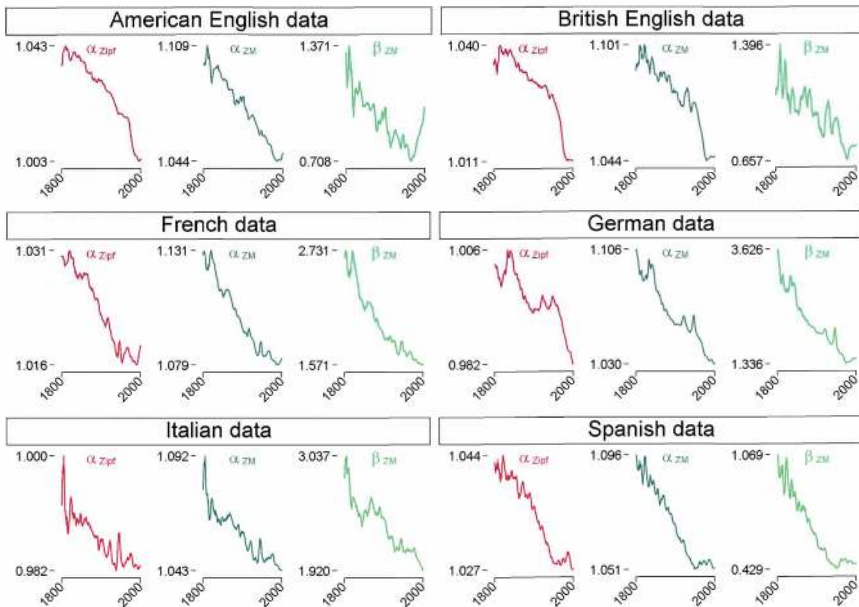 American English data
1.043 α Zipf 1.109 α ZM 1.371 β ZM
1.003 1.044 0.708
1800 2000 1800 2000 1800 2000
British English data
1.040 α Zipf 1.101 α ZM 1.396 β ZM
1.011 1.044 0.657
1800 2000 1800 2000 1800 2000
French data
1.031 α Zipf 1.131 α ZM 2.731 β ZM
1.016 1.079 1.571
1800 2000 1800 2000 1800 2000
German data
1.006 α Zipf 1.106 α ZM 3.626 β ZM
0.982 1.030 1.336
1800 2000 1800 2000 1800 2000
Italian data
1.000 α Zipf 1.092 α ZM 3.037 β ZM
0.982 1.043 1.920
1800 2000 1800 2000 1800 2000
Spanish data
1.044 α Zipf 1.096 α ZM 1.069 β ZM
1.027 1.051 0.429
1800 2000 1800 2000 1800 2000